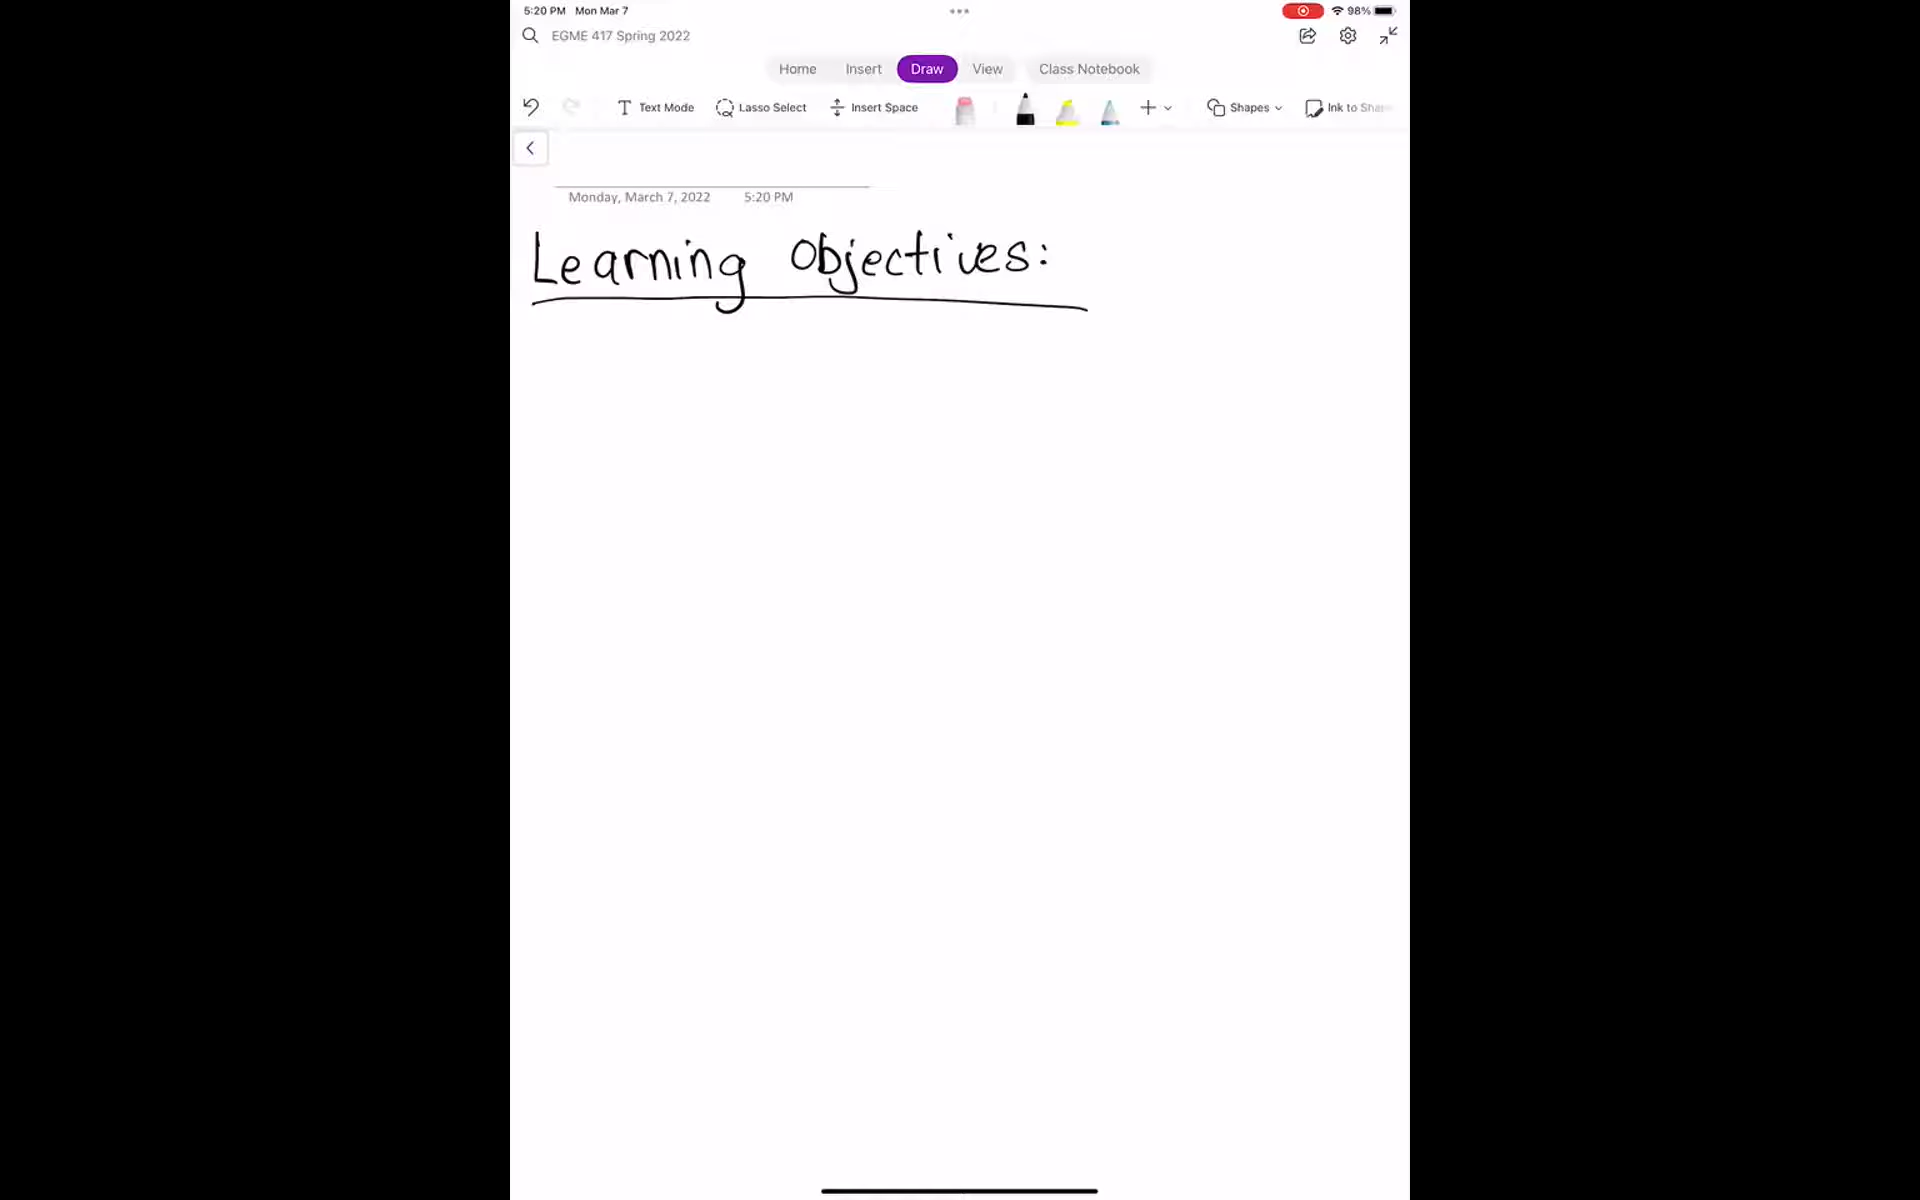 5:20 PM Mon Mar 7
98%
EGME 417 Spring 2022
Home Insert Draw View Class Notebook
Text Mode Lasso Select Insert Space Shapes Ink to Shar
Monday, March 7, 2022 5:20 PM
Learning Objectives: